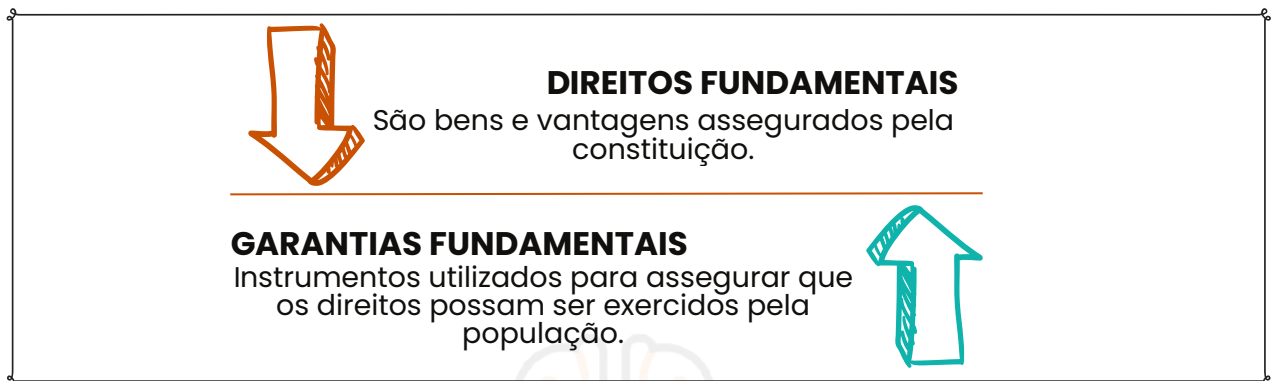 DIREITOS FUNDAMENTAIS
São bens e vantagens assegurados pela
constituição.
GARANTIAS FUNDAMENTAIS
Instrumentos utilizados para assegurar que
os direitos possam ser exercidos pela
população.